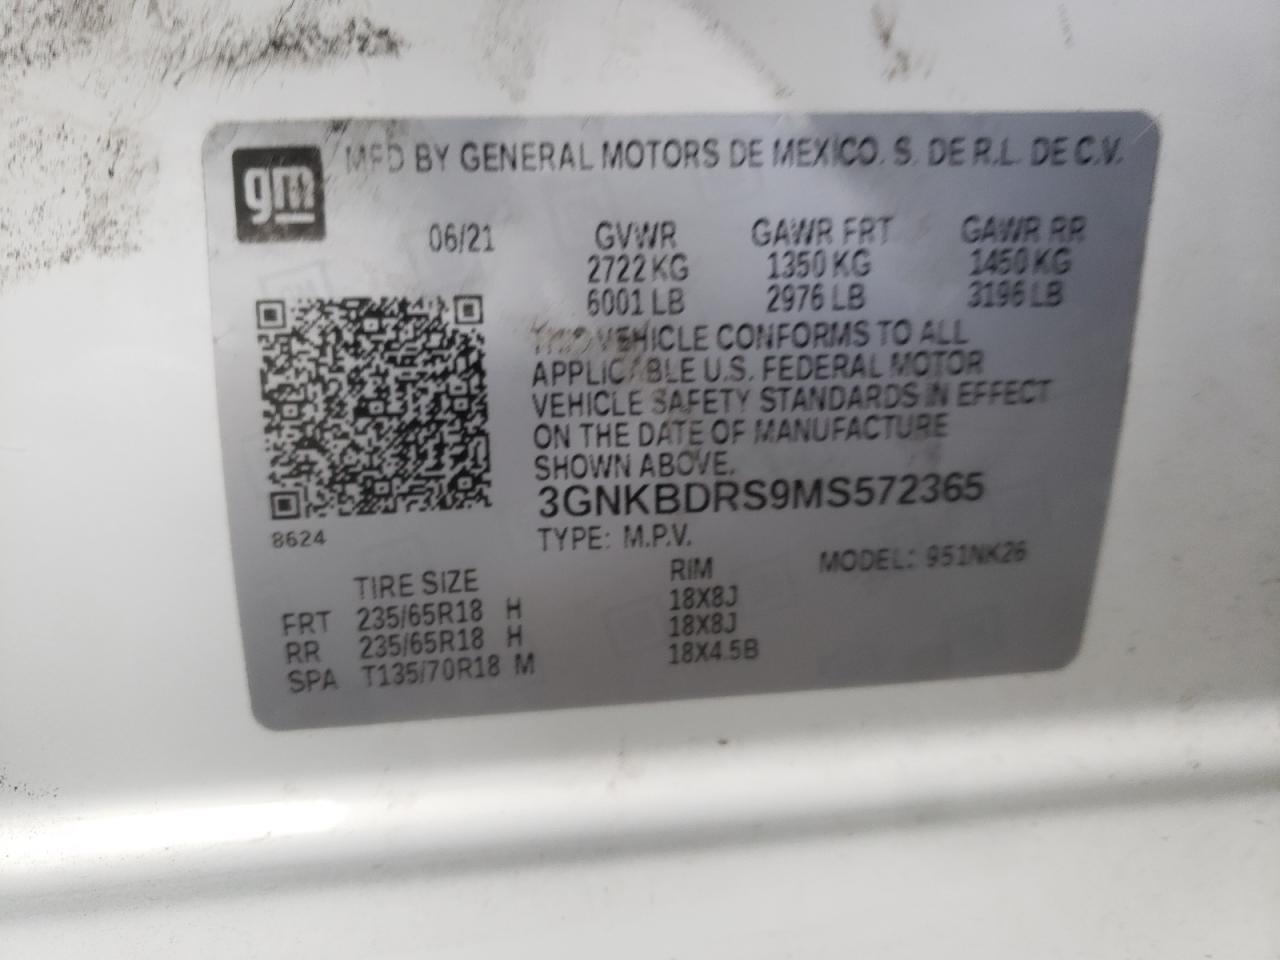 gm
MFD BY GENERAL MOTORS DE MEXICO. S. DE R.L. DE C.V.
06/21 GVWR GAWR FRT GAWR RR
2722 KG 1350 KG 1450 KG
6001 LB 2976 LB 3196 LB
THIS VEHICLE CONFORMS TO ALL
APPLICABLE U.S. FEDERAL MOTOR
VEHICLE SAFETY STANDARDS IN EFFECT
ON THE DATE OF MANUFACTURE
SHOWN ABOVE.
3GNKBDRS9MS572365
8624
TYPE: M.P.V. MODEL: 951NK26
TIRE SIZE RIM
FRT 235/65R18 H 18X8J
RR 235/65R18 H 18X8J
SPA T135/70R18 M 18X4.5B